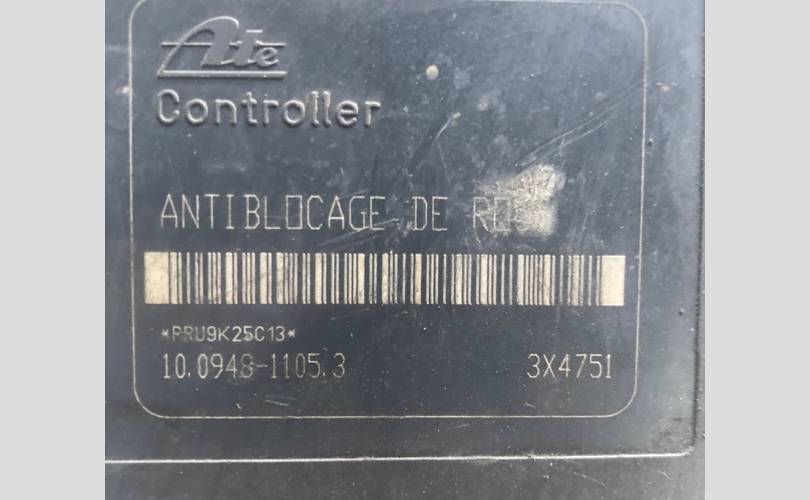 Ate
Controller
ANTIBLOCAGE DE
*PRU9K25C13*
10.0948-1105.3 3X4751